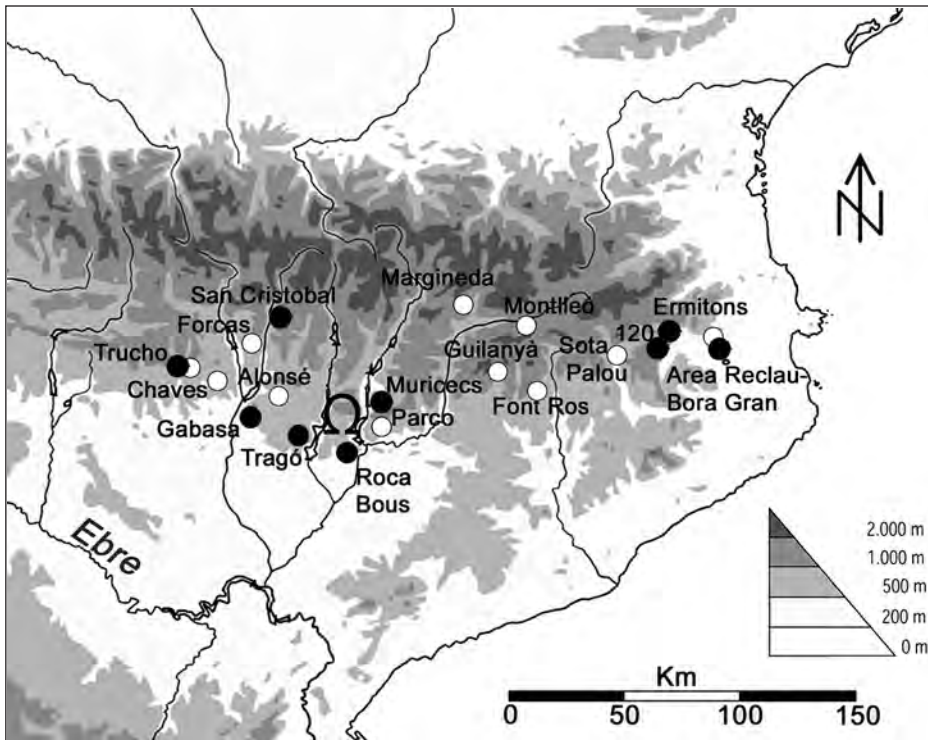 Margineda
San Cristobal
Montlleó
Ermitons
Forcas
120
Guilanyà
Sota
Palou
Trucho
Chaves
Alonsé
Muricecs
Area Reclau-
Bora Gran
Font Ros
Parco
Gabasa
Ω
Tragó
Roca
Bous
Ebre
N
2.000 m
1.000 m
500 m
200 m
0 m
Km
0 50 100 150